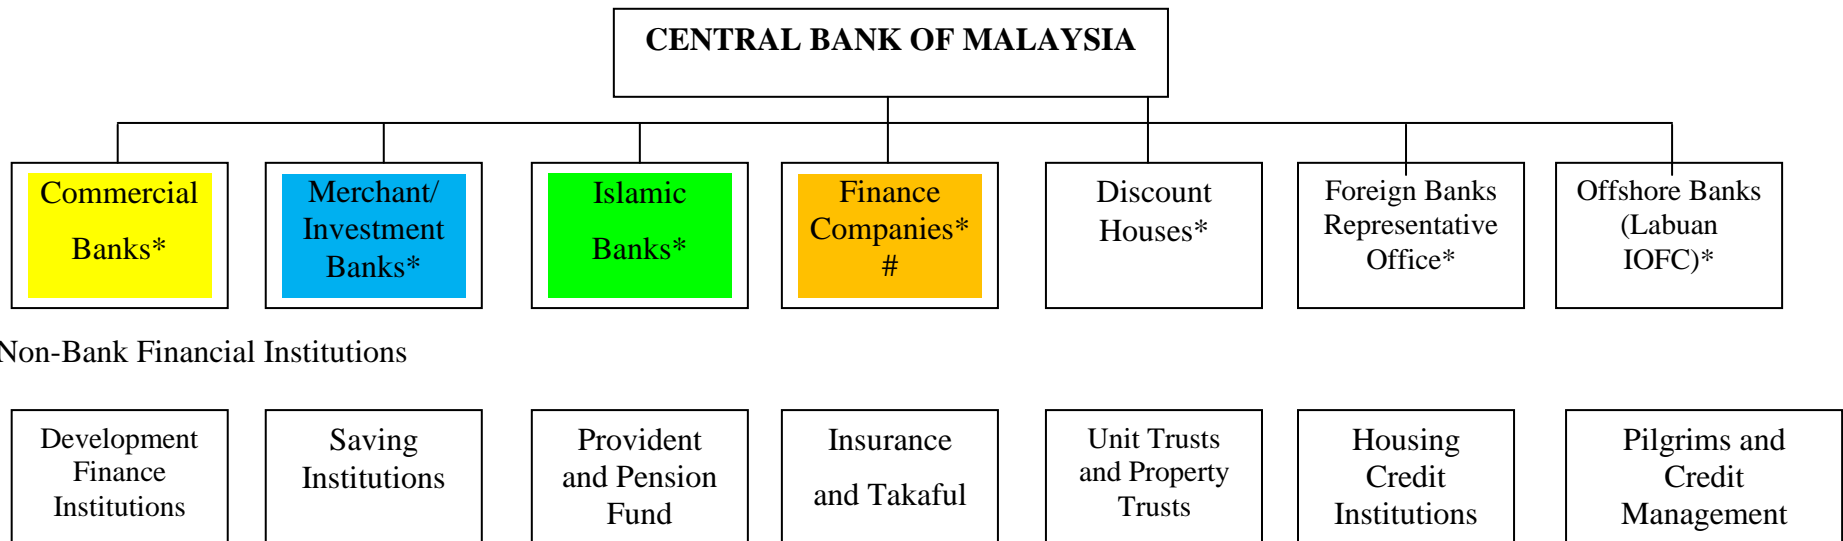 CENTRAL BANK OF MALAYSIA
Commercial
Banks*
Merchant/
Investment
Banks*
Islamic
Banks*
Finance
Companies*
#
Discount
Houses*
Foreign Banks
Representative
Office*
Offshore Banks
(Labuan
IOFC)*
Non-Bank Financial Institutions
Development
Finance
Institutions
Saving
Institutions
Provident
and Pension
Fund
Insurance
and Takaful
Unit Trusts
and Property
Trusts
Housing
Credit
Institutions
Pilgrims and
Credit
Management